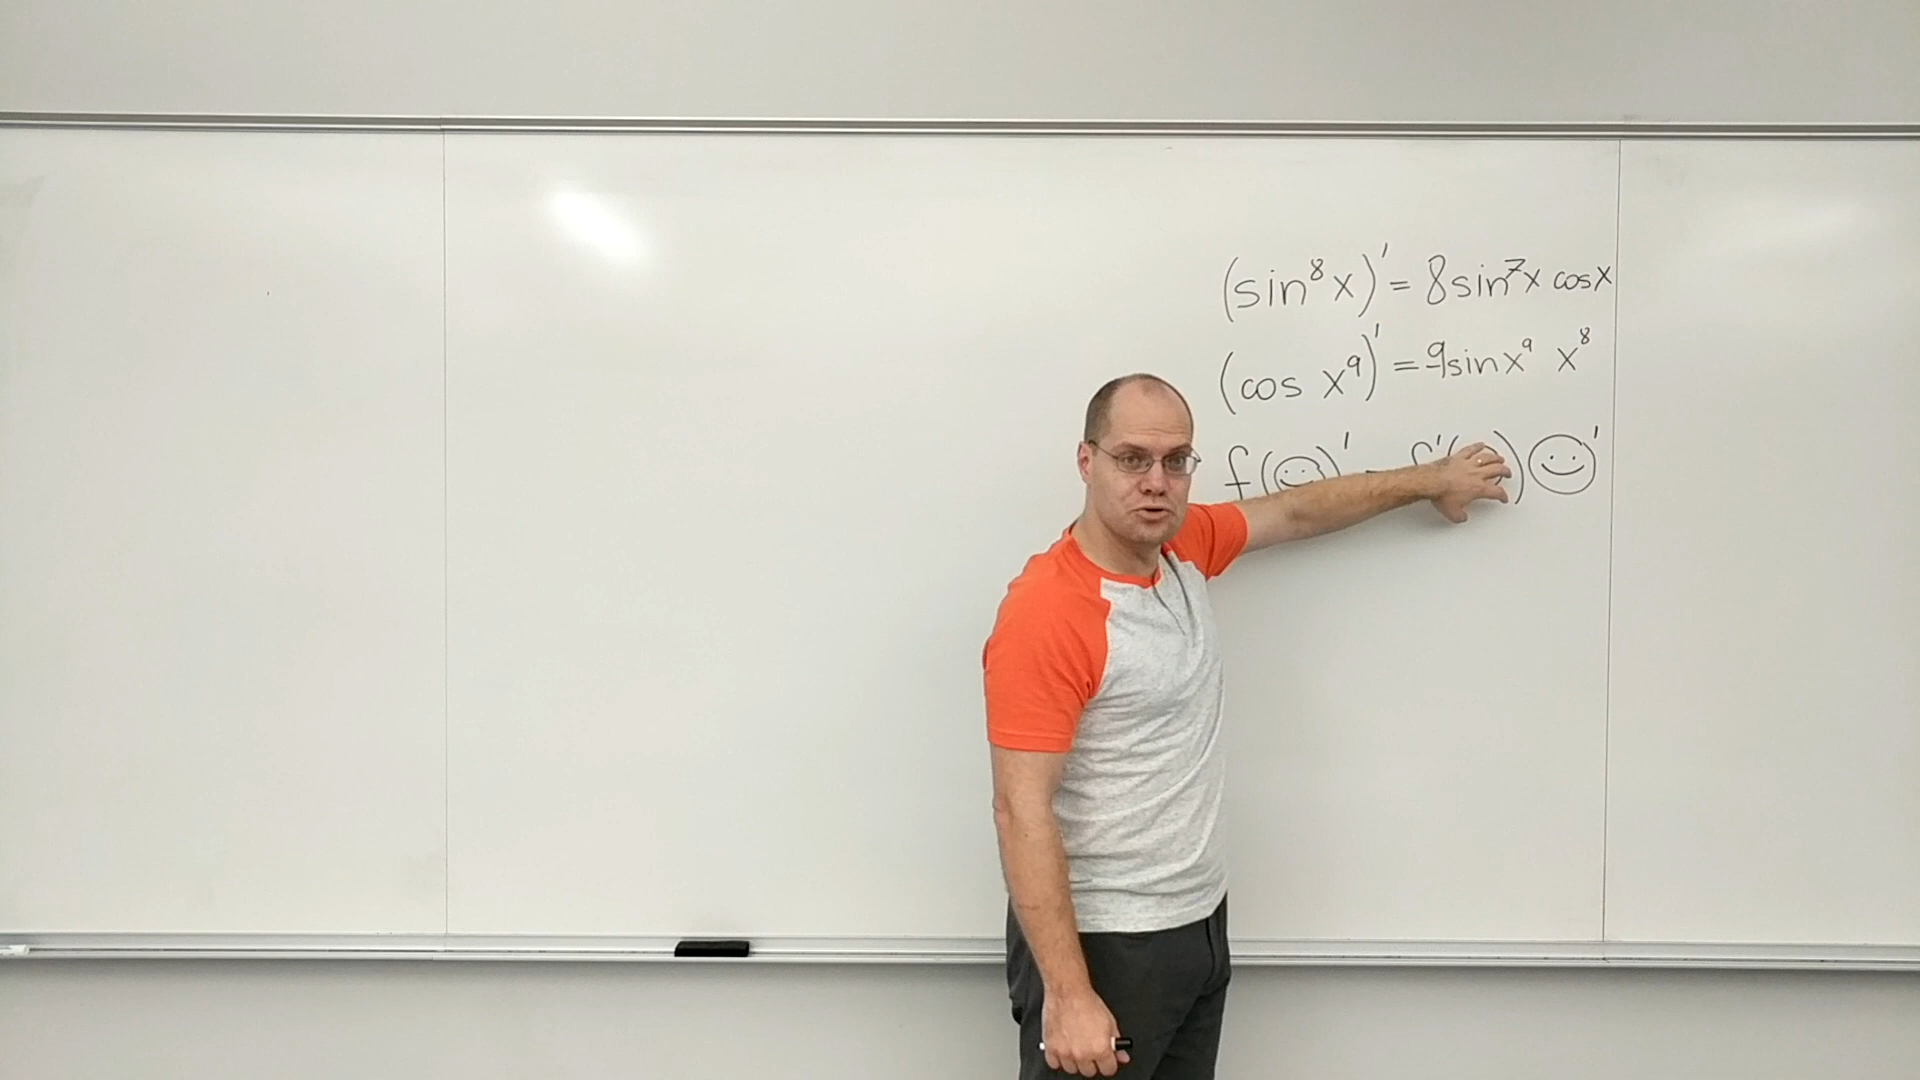 (sin⁸x)' = 8sin⁷x cosx
(cos x⁹)' = -9sinx⁹ x⁸
f(☺)' = f'(☺)☺'